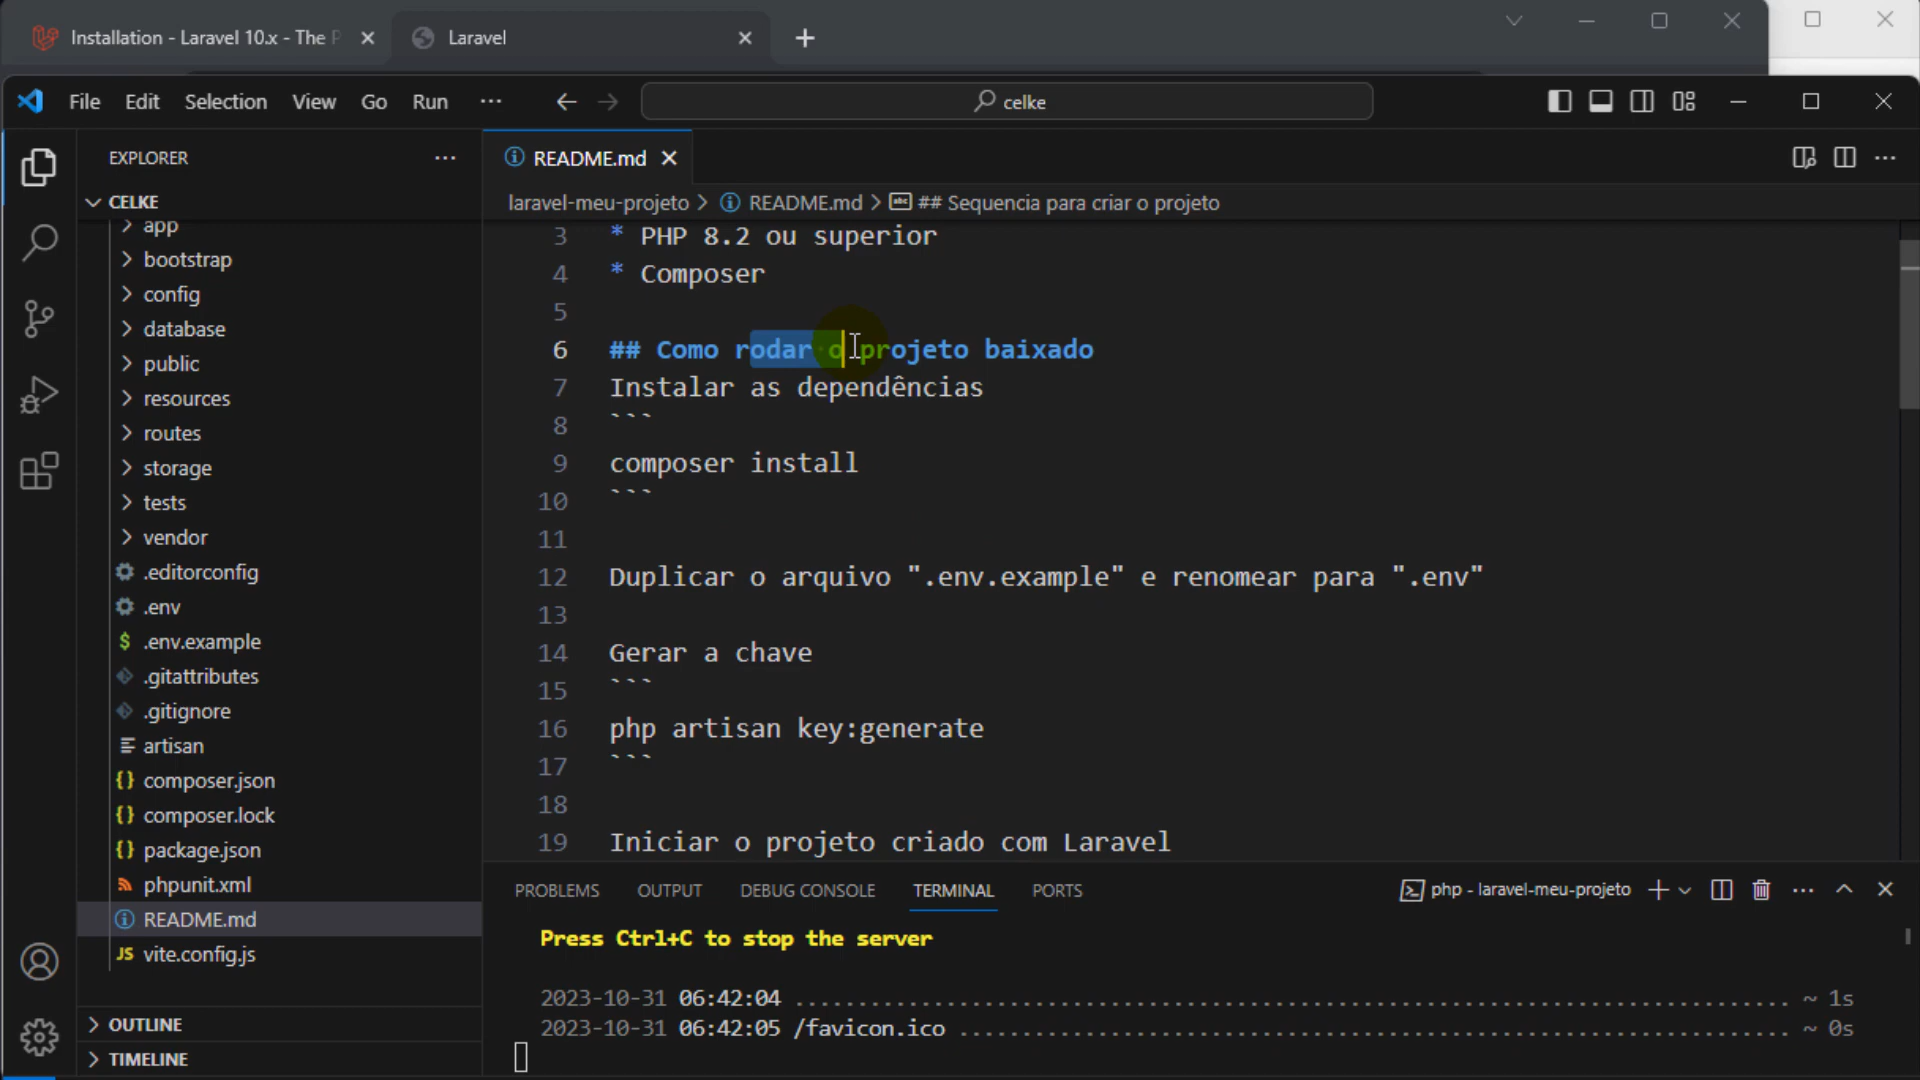 Installation - Laravel 10.x - The P
Laravel
File Edit Selection View Go Run ...
celke
EXPLORER
README.md
CELKE
laravel-meu-projeto > README.md > ## Sequencia para criar o projeto
app
bootstrap
config
database
public
resources
routes
storage
tests
vendor
.editorconfig
.env
.env.example
.gitattributes
.gitignore
artisan
composer.json
composer.lock
package.json
phpunit.xml
README.md
vite.config.js
OUTLINE
TIMELINE
3 * PHP 8.2 ou superior
4 * Composer
5
6 ## Como rodar o projeto baixado
7 Instalar as dependências
8 ```
9 composer install
10 ```
11
12 Duplicar o arquivo ".env.example" e renomear para ".env"
13
14 Gerar a chave
15 ```
16 php artisan key:generate
17 ```
18
19 Iniciar o projeto criado com Laravel
PROBLEMS OUTPUT DEBUG CONSOLE TERMINAL PORTS
php - laravel-meu-projeto
Press Ctrl+C to stop the server
2023-10-31 06:42:04 ........................................ ~ 1s
2023-10-31 06:42:05 /favicon.ico ........................................ ~ 0s